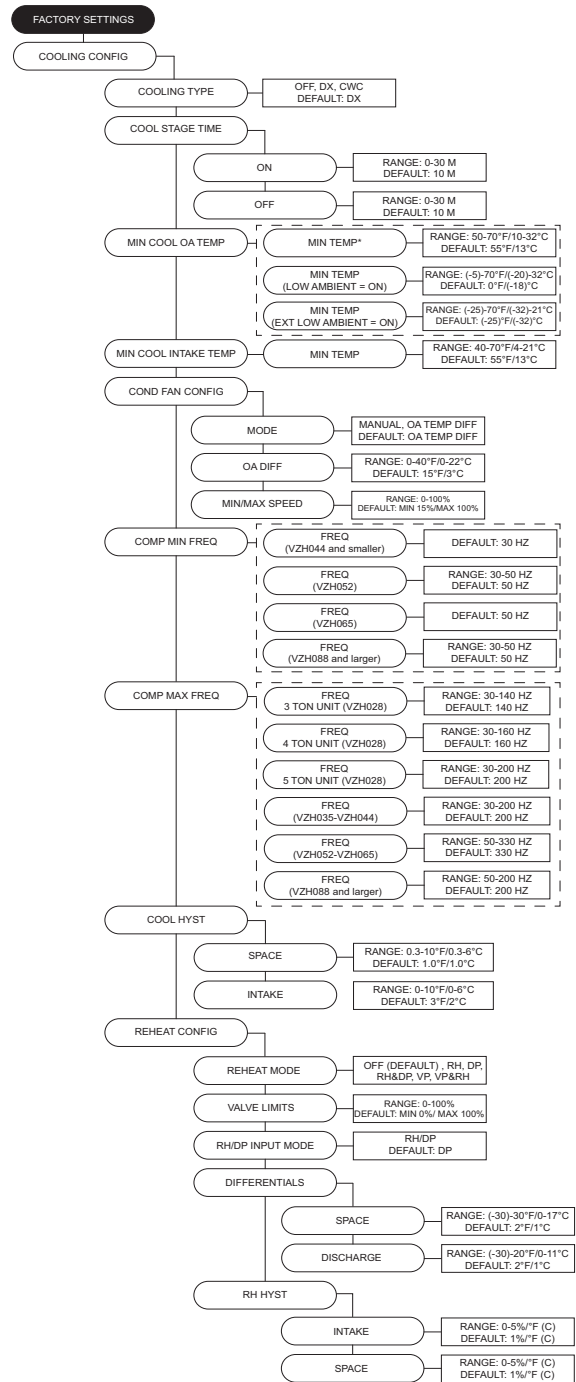 FACTORY SETTINGS
COOLING CONFIG
COOLING TYPE
OFF, DX, CWC
DEFAULT: DX
COOL STAGE TIME
ON
RANGE: 0-30 M
DEFAULT: 10 M
OFF
RANGE: 0-30 M
DEFAULT: 10 M
MIN COOL OA TEMP
MIN TEMP*
RANGE: 50-70°F/10-32°C
DEFAULT: 55°F/13°C
MIN TEMP
(LOW AMBIENT = ON)
RANGE: (-5)-70°F/(-20)-32°C
DEFAULT: 0°F/(-18)°C
MIN TEMP
(EXT LOW AMBIENT = ON)
RANGE: (-25)-70°F/(-32)-21°C
DEFAULT: (-25)°F/(-32)°C
MIN COOL INTAKE TEMP
MIN TEMP
RANGE: 40-70°F/4-21°C
DEFAULT: 55°F/13°C
COND FAN CONFIG
MODE
MANUAL, OA TEMP DIFF
DEFAULT: OA TEMP DIFF
OA DIFF
RANGE: 0-40°F/0-22°C
DEFAULT: 15°F/3°C
MIN/MAX SPEED
RANGE: 0-100%
DEFAULT: MIN 15%/MAX 100%
COMP MIN FREQ
FREQ
(VZH044 and smaller)
DEFAULT: 30 HZ
FREQ
(VZH052)
RANGE: 30-50 HZ
DEFAULT: 50 HZ
FREQ
(VZH065)
DEFAULT: 50 HZ
FREQ
(VZH088 and larger)
RANGE: 30-50 HZ
DEFAULT: 50 HZ
COMP MAX FREQ
FREQ
3 TON UNIT (VZH028)
RANGE: 30-140 HZ
DEFAULT: 140 HZ
FREQ
4 TON UNIT (VZH028)
RANGE: 30-160 HZ
DEFAULT: 160 HZ
FREQ
5 TON UNIT (VZH028)
RANGE: 30-200 HZ
DEFAULT: 200 HZ
FREQ
(VZH035-VZH044)
RANGE: 30-200 HZ
DEFAULT: 200 HZ
FREQ
(VZH052-VZH065)
RANGE: 50-330 HZ
DEFAULT: 330 HZ
FREQ
(VZH088 and larger)
RANGE: 50-200 HZ
DEFAULT: 200 HZ
COOL HYST
SPACE
RANGE: 0.3-10°F/0.3-6°C
DEFAULT: 1.0°F/1.0°C
INTAKE
RANGE: 0-10°F/0-6°C
DEFAULT: 3°F/2°C
REHEAT CONFIG
REHEAT MODE
OFF (DEFAULT) , RH, DP,
RH&DP, VP, VP&RH
VALVE LIMITS
RANGE: 0-100%
DEFAULT: MIN 0%/ MAX 100%
RH/DP INPUT MODE
RH/DP
DEFAULT: DP
DIFFERENTIALS
SPACE
RANGE: (-30)-30°F/0-17°C
DEFAULT: 2°F/1°C
DISCHARGE
RANGE: (-30)-20°F/0-11°C
DEFAULT: 2°F/1°C
RH HYST
INTAKE
RANGE: 0-5%/°F (C)
DEFAULT: 1%/°F (C)
SPACE
RANGE: 0-5%/°F (C)
DEFAULT: 1%/°F (C)